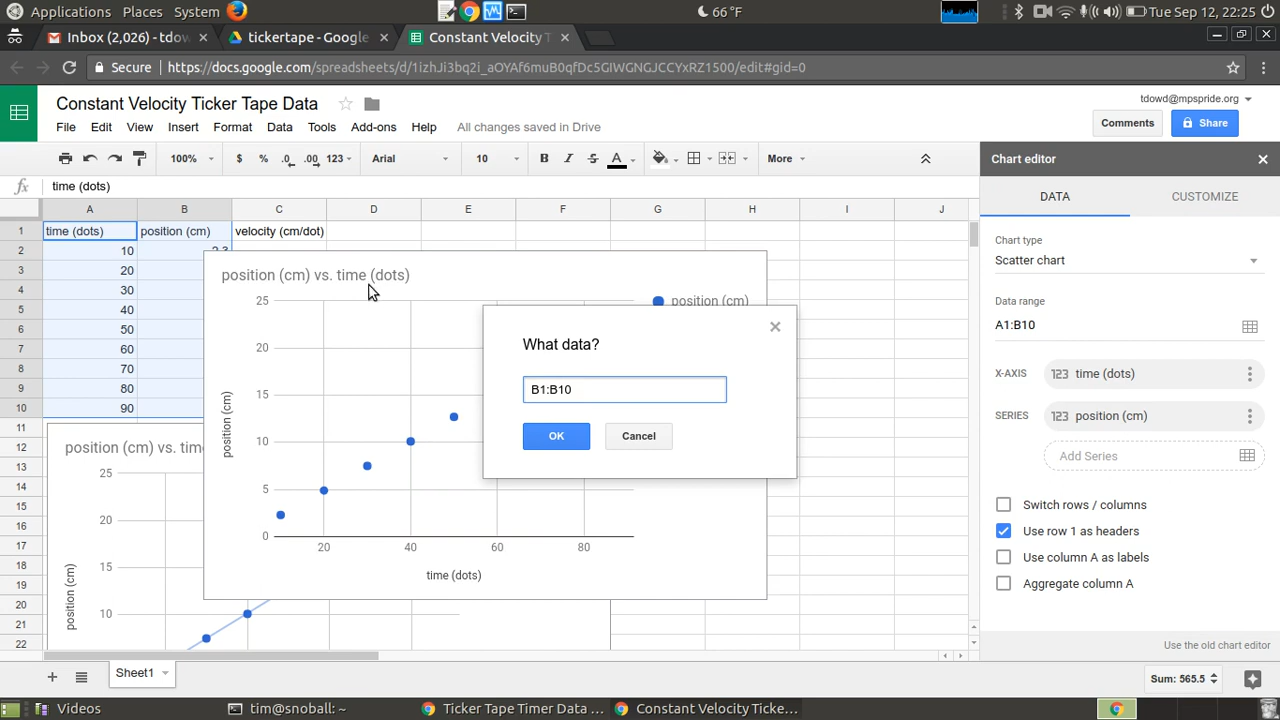 Applications Places System 66 °F Tue Sep 12, 22:25
Inbox (2,026) - tdow × tickertape - Google × Constant Velocity T ×
Secure https://docs.google.com/spreadsheets/d/1izhJi3bq2i_aOYAf6muB0qfDc5GIWGNGJCCYxRZ1500/edit#gid=0
Constant Velocity Ticker Tape Data
tdowd@mpspride.org
File Edit View Insert Format Data Tools Add-ons Help All changes saved in Drive
Comments Share
100% $ % .0 .00 123 Arial 10 B I S A More
Chart editor
fx time (dots)
DATA CUSTOMIZE
A B C D E F G H I J
1 time (dots) position (cm) velocity (cm/dot)
2 10 2.3
3 20
4 30
5 40
6 50
7 60
8 70
9 80
10 90
11
12
13
14
15
16
17
18
19
20
21
22
position (cm) vs. time (dots)
position (cm)
25
20
15
10
5
0
position (cm)
20 40 60 80
time (dots)
position (cm) vs. time
25
20
15
10
position (cm)
What data?
B1:B10
OK Cancel
Chart type
Scatter chart
Data range
A1:B10
X-AXIS 123 time (dots)
SERIES 123 position (cm)
Add Series
Switch rows / columns
Use row 1 as headers
Use column A as labels
Aggregate column A
Use the old chart editor
Sheet1
Sum: 565.5
Videos tim@snoball: ~ Ticker Tape Timer Data ... Constant Velocity Ticke...